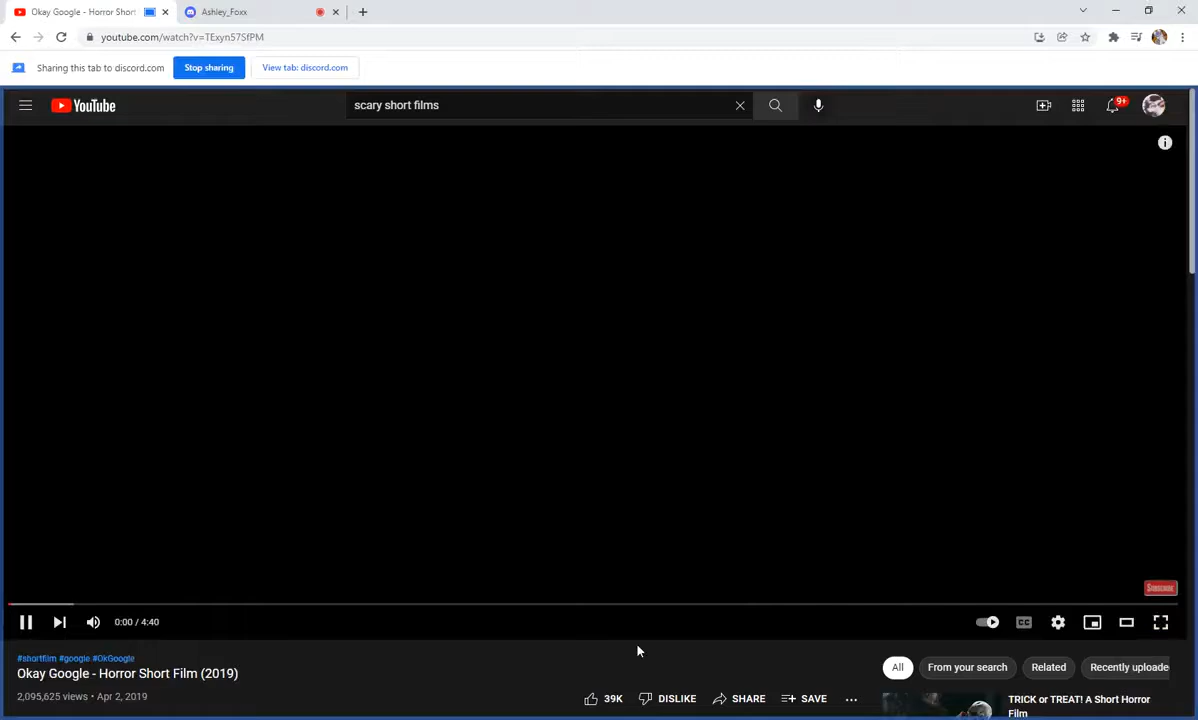 Okay Google - Horror Short
Ashley_Foxx
youtube.com/watch?v=TExyn57SfPM
Sharing this tab to discord.com
Stop sharing
View tab: discord.com
YouTube
scary short films
9+
SUBSCRIBE
0:00 / 4:40
CC
#shortfilm #google #OkGoogle
Okay Google - Horror Short Film (2019)
2,095,625 views • Apr 2, 2019
39K
DISLIKE
SHARE
SAVE
All
From your search
Related
Recently uploade
TRICK or TREAT! A Short Horror
Film